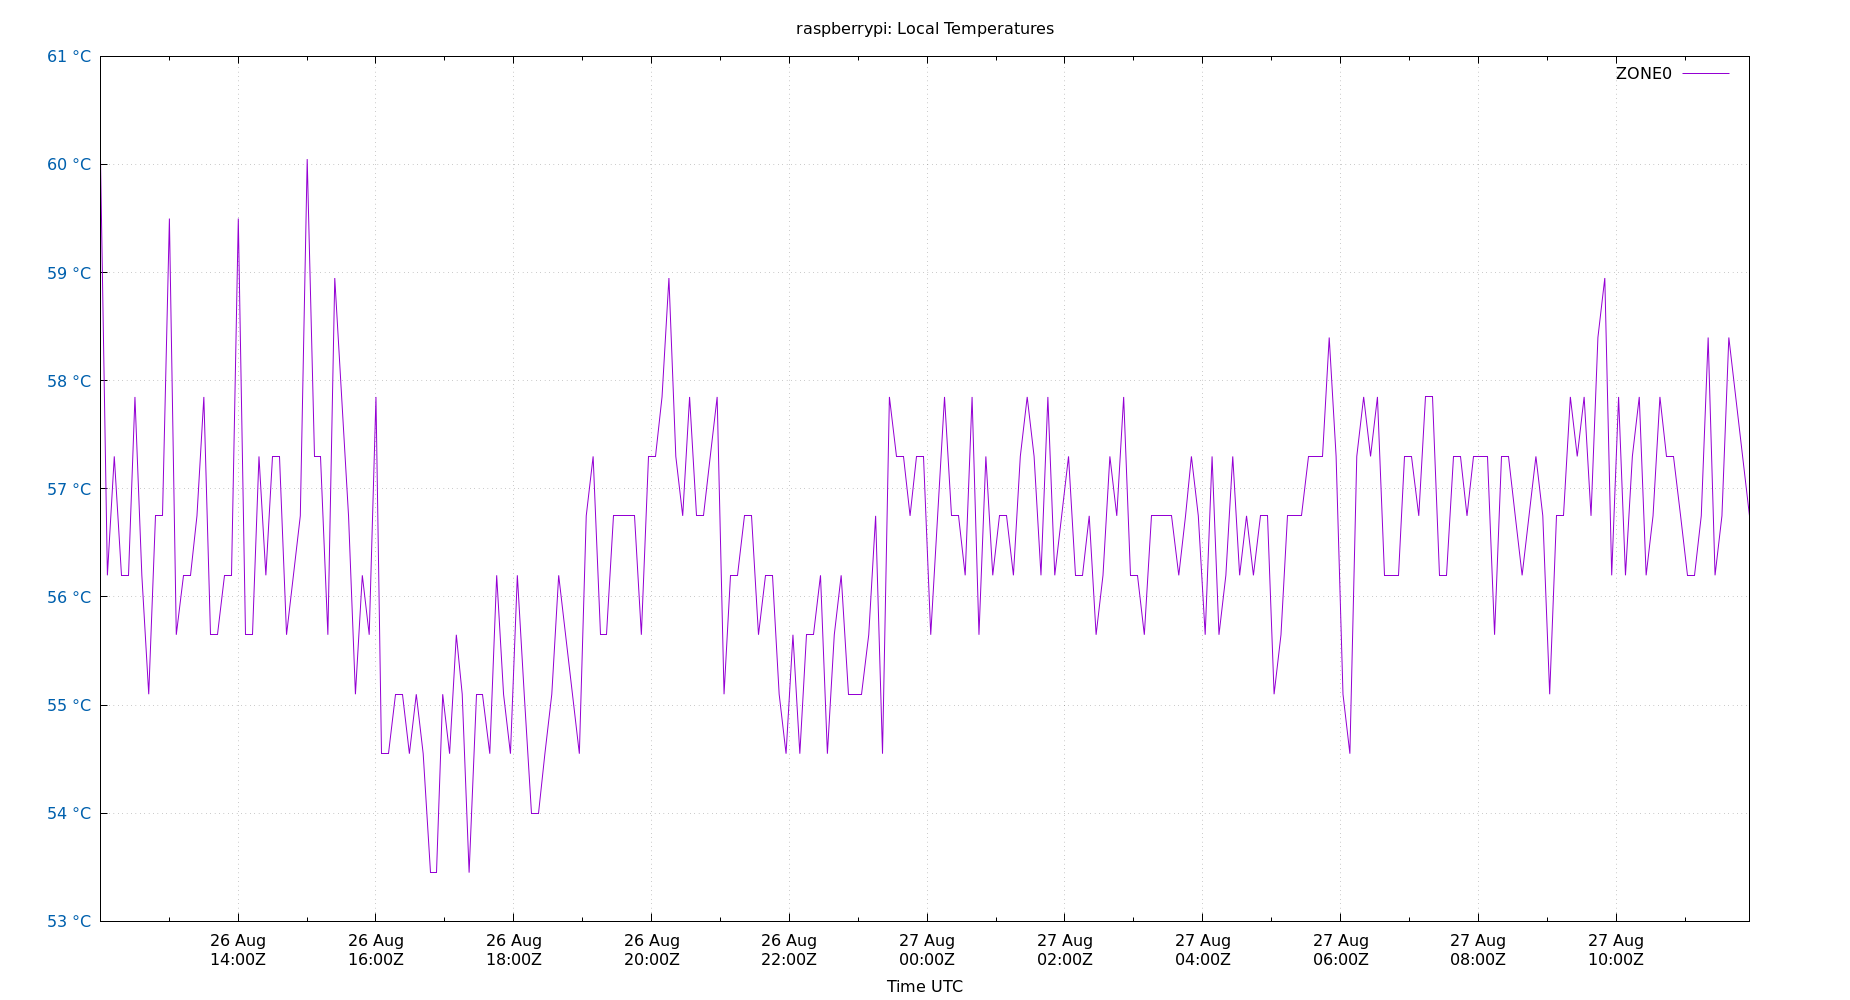 raspberrypi: Local Temperatures
ZONE0
61 °C
60 °C
59 °C
58 °C
57 °C
56 °C
55 °C
54 °C
53 °C
26 Aug 26 Aug 26 Aug 26 Aug 26 Aug 27 Aug 27 Aug 27 Aug 27 Aug 27 Aug 27 Aug
14:00Z 16:00Z 18:00Z 20:00Z 22:00Z 00:00Z 02:00Z 04:00Z 06:00Z 08:00Z 10:00Z
Time UTC